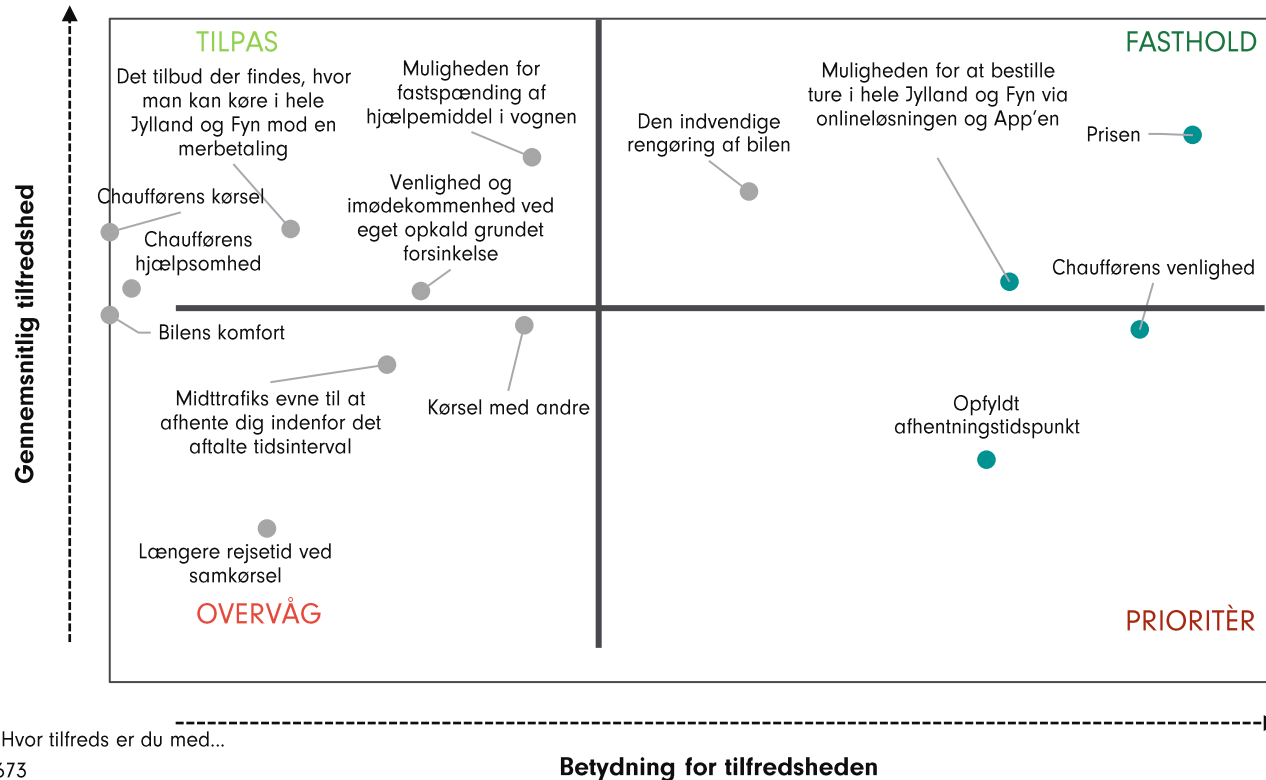 TILPAS
FASTHOLD
Det tilbud der findes, hvor
man kan køre i hele
Jylland og Fyn mod en
merbetaling
Muligheden for
fastspænding af
hjælpemiddel i vognen
Den indvendige
rengøring af bilen
Muligheden for at bestille
ture i hele Jylland og Fyn via
onlineløsningen og App'en
Prisen
Chaufførens kørsel
Chaufførens
hjælpsomhed
Venlighed og
imødekommenhed ved
eget opkald grundet
forsinkelse
Chaufførens venlighed
Bilens komfort
Midttrafiks evne til at
afhente dig indenfor det
aftalte tidsinterval
Kørsel med andre
Opfyldt
afhentningstidspunkt
Længere rejsetid ved
samkørsel
OVERVÅG
PRIORITÈR
Gennemsnitlig tilfredshed
Hvor tilfreds er du med...
673
Betydning for tilfredsheden